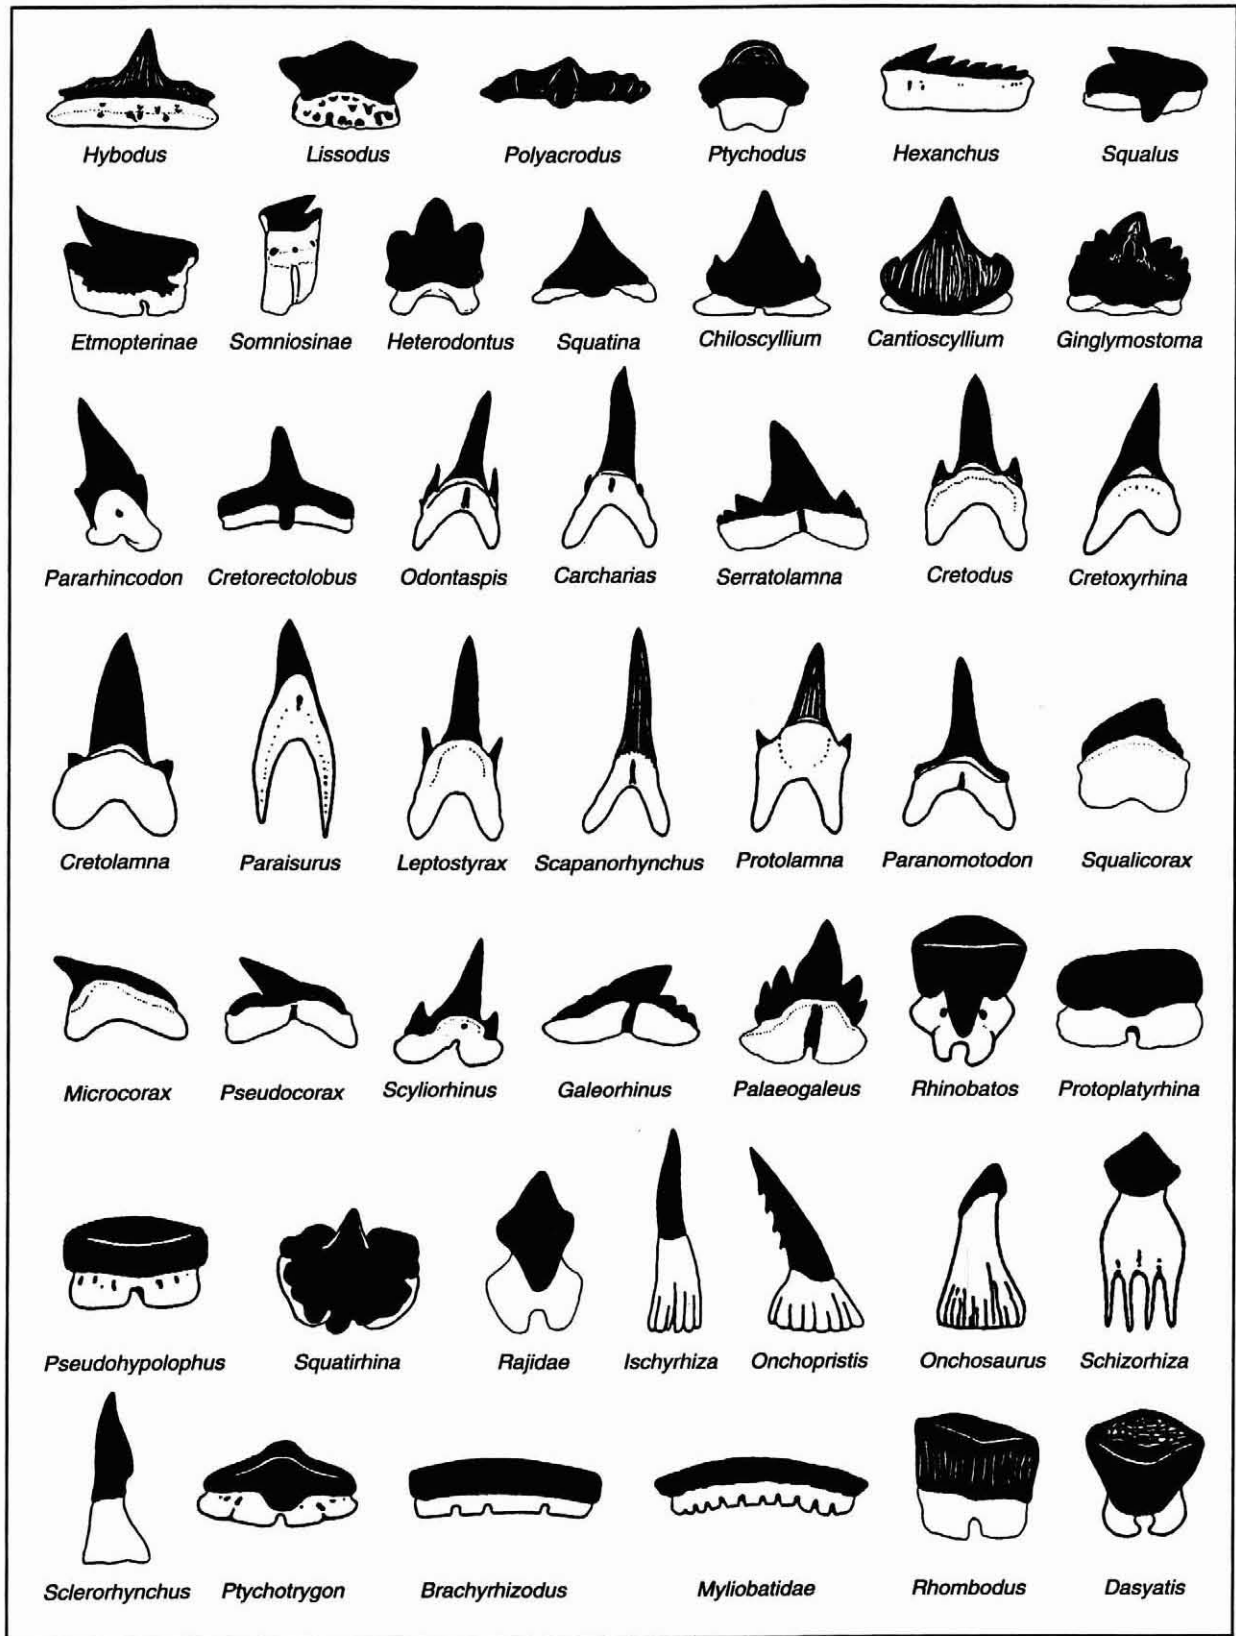 Hybodus Lissodus Polyacrodus Ptychodus Hexanchus Squalus
Etmopterinae Somniosinae Heterodontus Squatina Chiloscyllium Cantioscyllium Ginglymostoma
Pararhincodon Cretorectolobus Odontaspis Carcharias Serratolamna Cretodus Cretoxyrhina
Cretolamna Paraisurus Leptostyrax Scapanorhynchus Protolamna Paranomotodon Squalicorax
Microcorax Pseudocorax Scyliorhinus Galeorhinus Palaeogaleus Rhinobatos Protoplatyrhina
Pseudohypolophus Squatirhina Rajidae Ischyrhiza Onchopristis Onchosaurus Schizorhiza
Sclerorhynchus Ptychotrygon Brachyrhizodus Myliobatidae Rhombodus Dasyatis